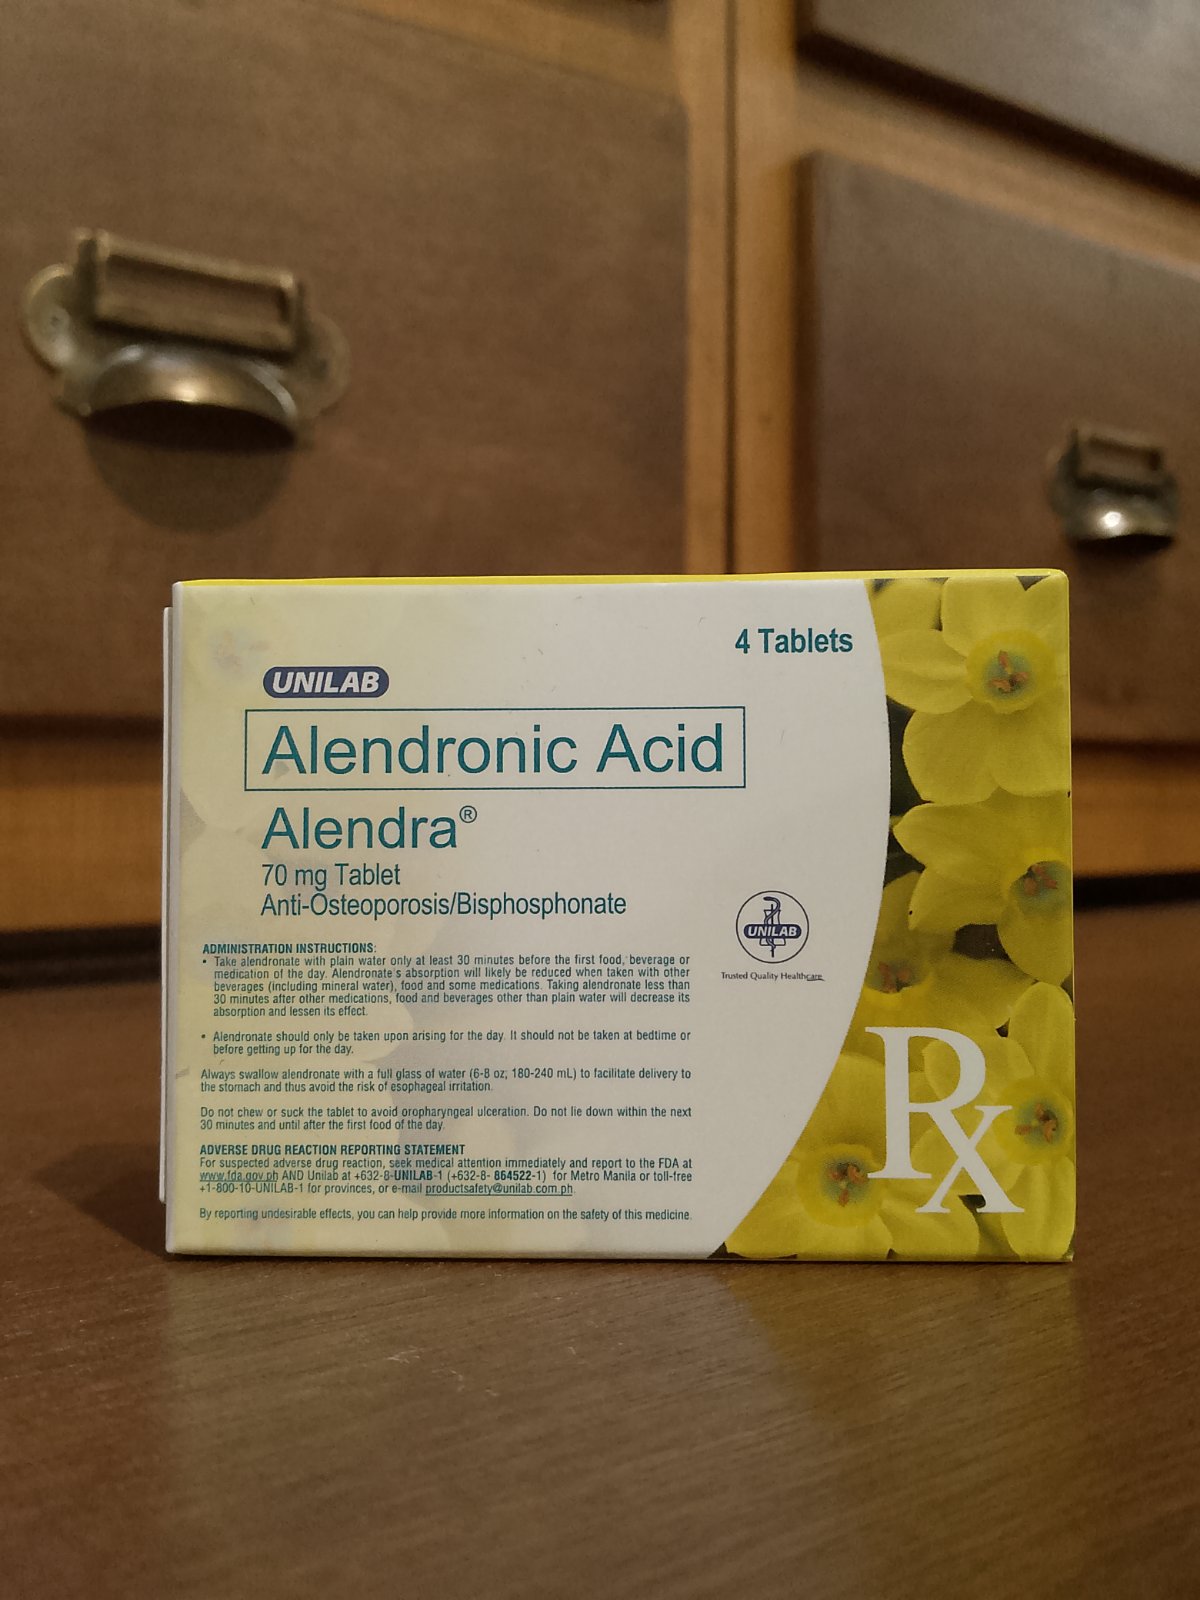 4 Tablets
UNILAB
Alendronic Acid
Alendra®
70 mg Tablet
Anti-Osteoporosis/Bisphosphonate
UNILAB
Trusted Quality Healthcare
ADMINISTRATION INSTRUCTIONS:
• Take alendronate with plain water only at least 30 minutes before the first food, beverage or
medication of the day. Alendronate's absorption will likely be reduced when taken with other
beverages (including mineral water), food and some medications. Taking alendronate less than
30 minutes after other medications, food and beverages other than plain water will decrease its
absorption and lessen its effect.
• Alendronate should only be taken upon arising for the day. It should not be taken at bedtime or
before getting up for the day.
Always swallow alendronate with a full glass of water (6-8 oz; 180-240 mL) to facilitate delivery to
the stomach and thus avoid the risk of esophageal irritation.
Do not chew or suck the tablet to avoid oropharyngeal ulceration. Do not lie down within the next
30 minutes and until after the first food of the day.
ADVERSE DRUG REACTION REPORTING STATEMENT
For suspected adverse drug reaction, seek medical attention immediately and report to the FDA at
www.fda.gov.ph AND Unilab at +632-8-UNILAB-1 (+632-8- 864522-1) for Metro Manila or toll-free
+1-800-10-UNILAB-1 for provinces, or e-mail productsafety@unilab.com.ph.
By reporting undesirable effects, you can help provide more information on the safety of this medicine.
Rx